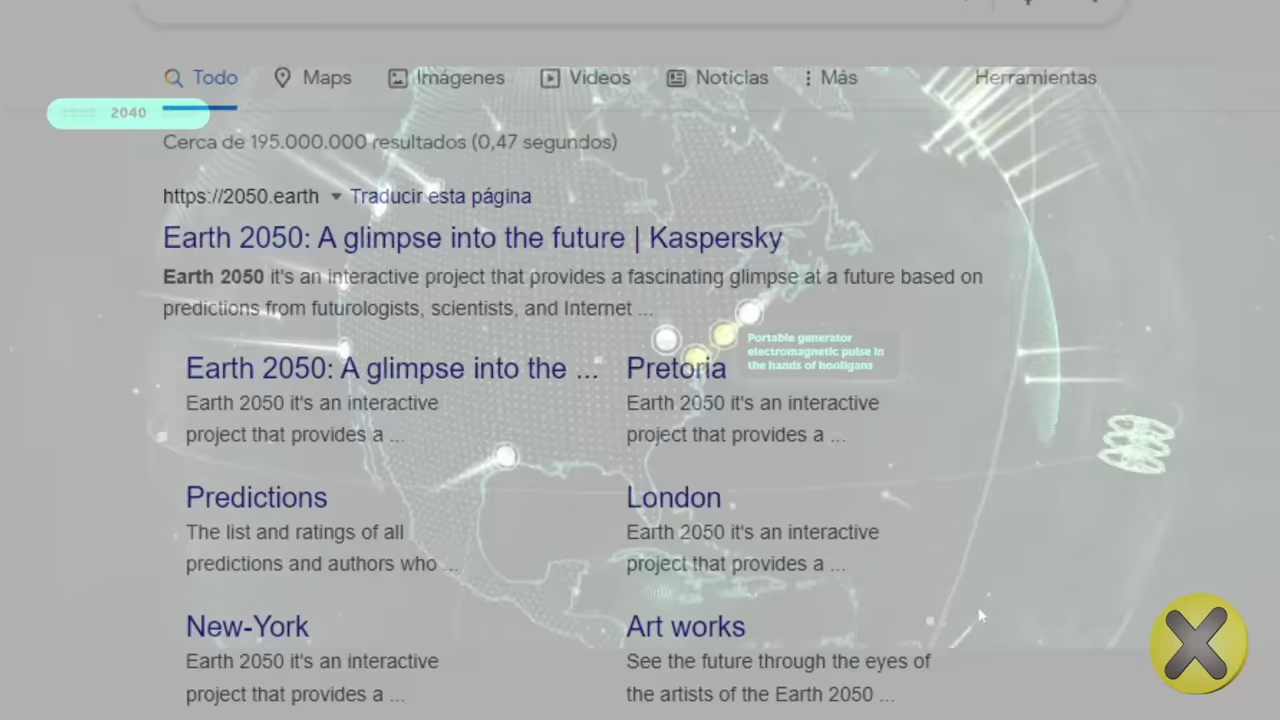 Todo
Maps
Imágenes
Videos
Noticias
Más
Herramientas
2040
Cerca de 195.000.000 resultados (0,47 segundos)
https://2050.earth
Traducir esta página
Earth 2050: A glimpse into the future | Kaspersky
Earth 2050 it's an interactive project that provides a fascinating glimpse at a future based on
predictions from futurologists, scientists, and Internet ...
Portable generator
electromagnetic pulse in
the hands of hooligans
Earth 2050: A glimpse into the ...
Earth 2050 it's an interactive
project that provides a ...
Pretoria
Earth 2050 it's an interactive
project that provides a ...
Predictions
The list and ratings of all
predictions and authors who ...
London
Earth 2050 it's an interactive
project that provides a ...
New-York
Earth 2050 it's an interactive
project that provides a ...
Art works
See the future through the eyes of
the artists of the Earth 2050 ...